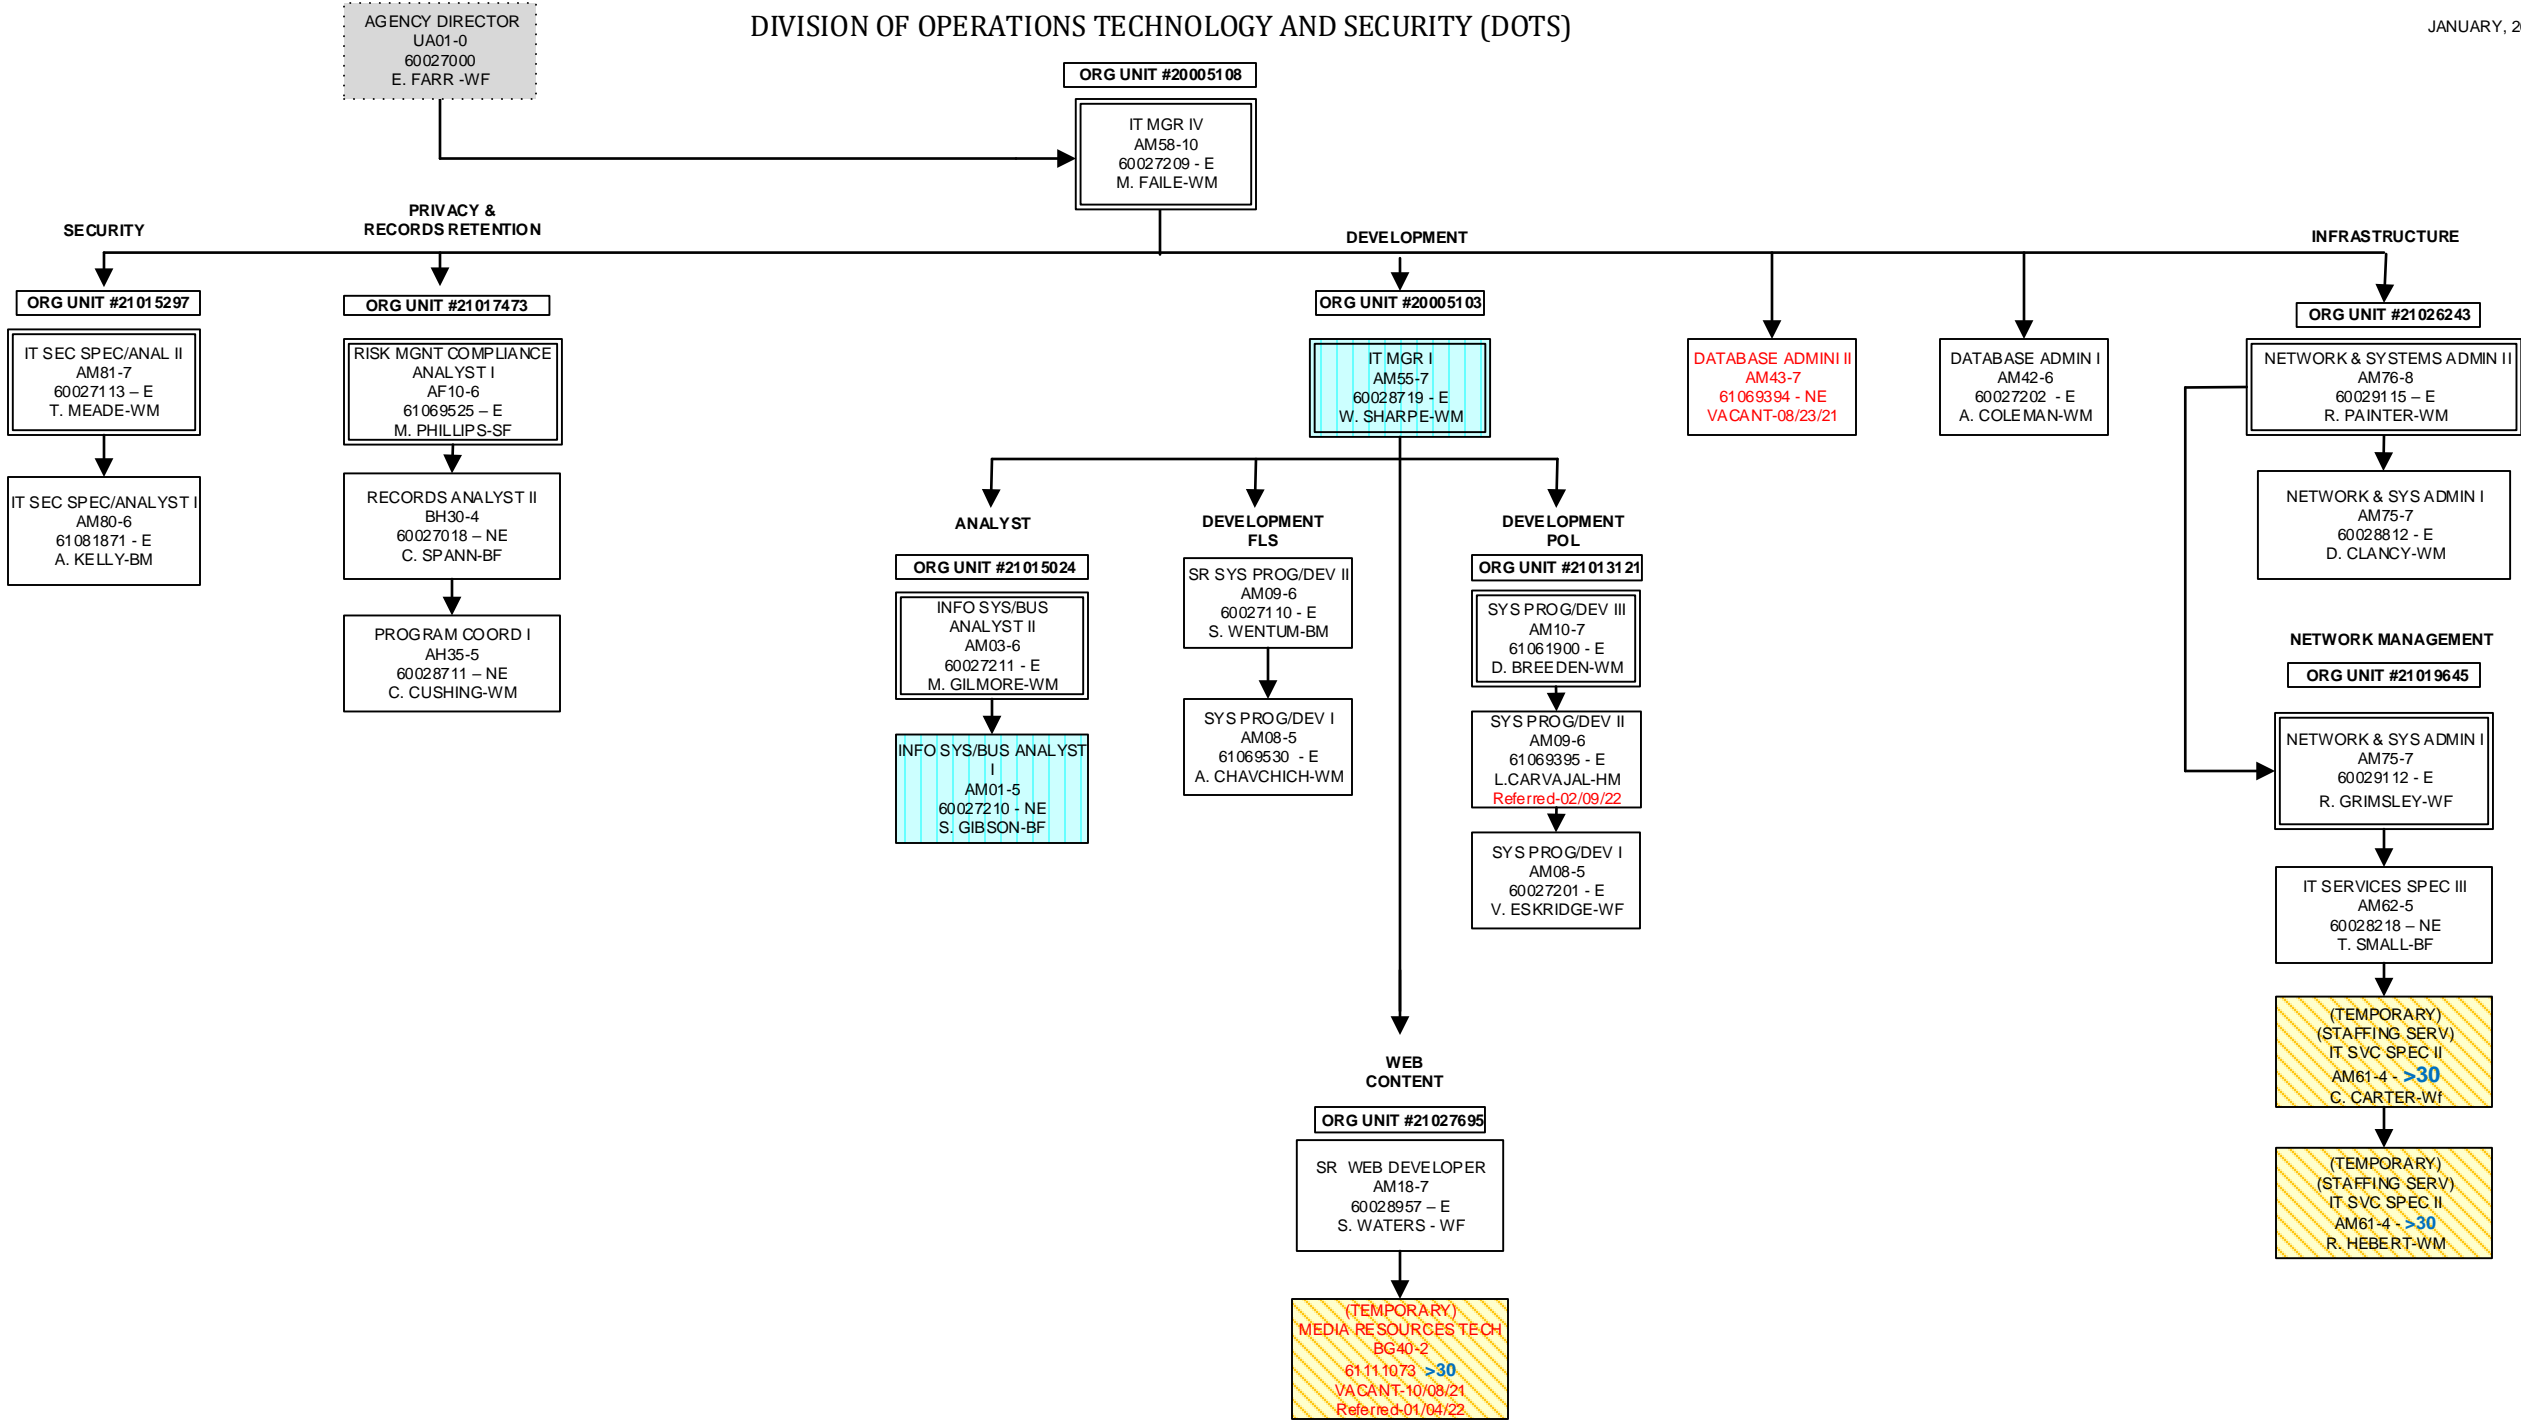 DIVISION OF OPERATIONS TECHNOLOGY AND SECURITY (DOTS)
JANUARY, 2
AGENCY DIRECTOR
UA01-0
60027000
E. FARR -WF
ORG UNIT #20005108
IT MGR IV
AM58-10
60027209 - E
M. FAILE-WM
SECURITY
ORG UNIT #21015297
IT SEC SPEC/ANAL II
AM81-7
60027113 – E
T. MEADE-WM
IT SEC SPEC/ANALYST I
AM80-6
61081871 - E
A. KELLY-BM
PRIVACY &
RECORDS RETENTION
ORG UNIT #21017473
RISK MGNT COMPLIANCE
ANALYST I
AF10-6
61069525 – E
M. PHILLIPS-SF
RECORDS ANALYST II
BH30-4
60027018 – NE
C. SPANN-BF
PROGRAM COORD I
AH35-5
60028711 – NE
C. CUSHING-WM
DEVELOPMENT
ORG UNIT #20005103
IT MGR I
AM55-7
60028719 - E
W. SHARPE-WM
ANALYST
ORG UNIT #21015024
INFO SYS/BUS
ANALYST II
AM03-6
60027211 - E
M. GILMORE-WM
INFO SYS/BUS ANALYST
I
AM01-5
60027210 - NE
S. GIBSON-BF
DEVELOPMENT
FLS
SR SYS PROG/DEV II
AM09-6
60027110 - E
S. WENTUM-BM
SYS PROG/DEV I
AM08-5
61069530 - E
A. CHAVCHICH-WM
DEVELOPMENT
POL
ORG UNIT #21013121
SYS PROG/DEV III
AM10-7
61061900 - E
D. BREEDEN-WM
SYS PROG/DEV II
AM09-6
61069395 - E
L.CARVAJAL-HM
Referred-02/09/22
SYS PROG/DEV I
AM08-5
60027201 - E
V. ESKRIDGE-WF
WEB
CONTENT
ORG UNIT #21027695
SR WEB DEVELOPER
AM18-7
60028957 – E
S. WATERS - WF
(TEMPORARY)
MEDIA RESOURCES TECH
BG40-2
61111073 >30
VACANT-10/08/21
Referred-01/04/22
DATABASE ADMINI II
AM43-7
61069394 - NE
VACANT-08/23/21
DATABASE ADMIN I
AM42-6
60027202 - E
A. COLEMAN-WM
INFRASTRUCTURE
ORG UNIT #21026243
NETWORK & SYSTEMS ADMIN II
AM76-8
60029115 – E
R. PAINTER-WM
NETWORK & SYS ADMIN I
AM75-7
60028812 - E
D. CLANCY-WM
NETWORK MANAGEMENT
ORG UNIT #21019645
NETWORK & SYS ADMIN I
AM75-7
60029112 - E
R. GRIMSLEY-WF
IT SERVICES SPEC III
AM62-5
60028218 – NE
T. SMALL-BF
(TEMPORARY)
(STAFFING SERV)
IT SVC SPEC II
AM61-4 - >30
C. CARTER-Wf
(TEMPORARY)
(STAFFING SERV)
IT SVC SPEC II
AM61-4 - >30
R. HEBERT-WM